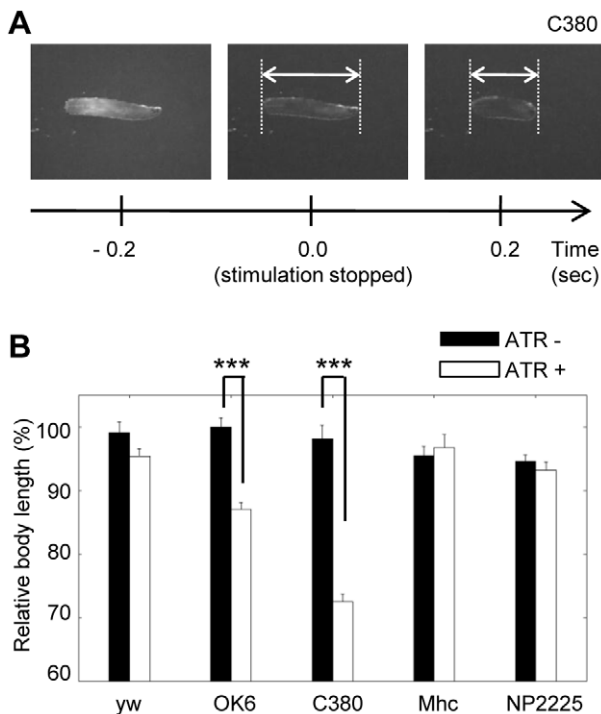 A
C380
- 0.2
0.0
0.2
Time
(stimulation stopped)
(sec)
B
ATR -
ATR +
***
***
Relative body length (%)
100
90
80
70
60
yw
OK6
C380
Mhc
NP2225